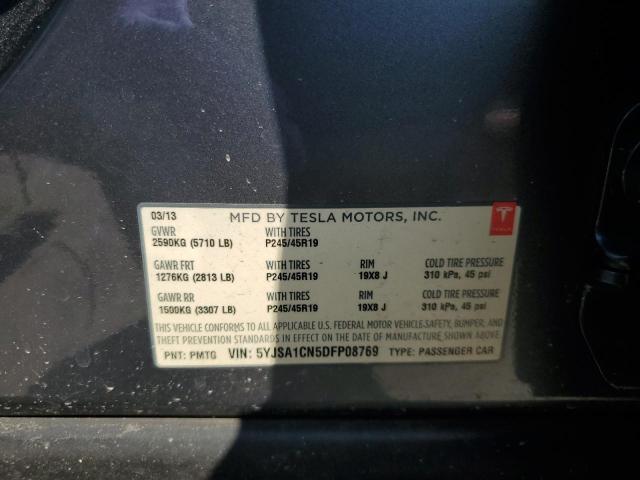 03/13 MFD BY TESLA MOTORS, INC.
GVWR WITH TIRES
2590KG (5710 LB) P245/45R19
GAWR FRT WITH TIRES RIM COLD TIRE PRESSURE
1276KG (2813 LB) P245/45R19 19X8 J 310 kPa, 45 psi
GAWR RR WITH TIRES RIM COLD TIRE PRESSURE
1500KG (3307 LB) P245/45R19 19X8 J 310 kPa, 45 psi
THIS VEHICLE CONFORMS TO ALL APPLICABLE U.S. FEDERAL MOTOR VEHICLE SAFETY, BUMPER, AND
THEFT PREVENTION STANDARDS IN EFFECT ON THE DATE OF MANUFACTURE SHOWN ABOVE.
PNT: PMTG VIN: 5YJSA1CN5DFP08769 TYPE: PASSENGER CAR